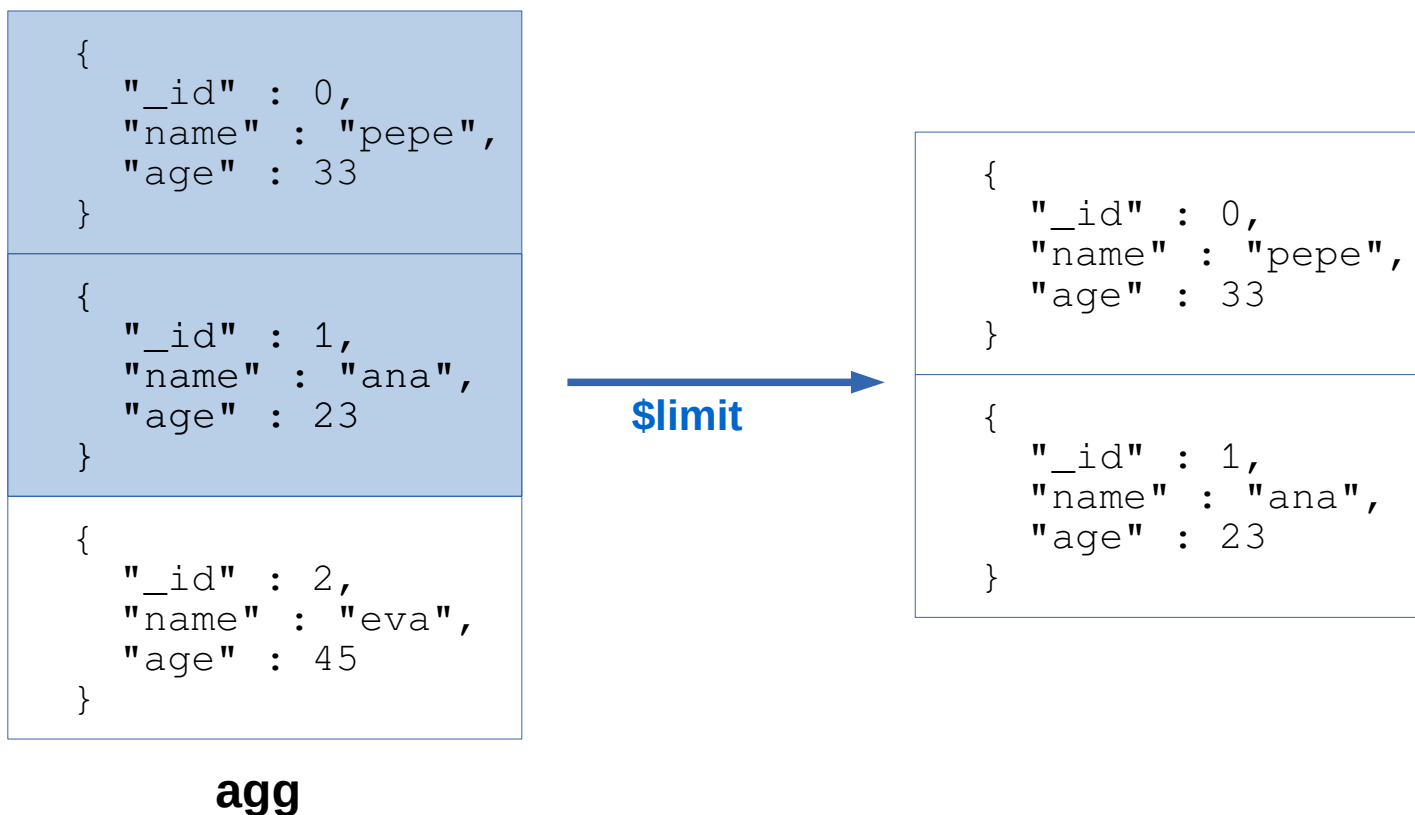 {
"_id" : 0,
"name" : "pepe",
"age" : 33
}
{
"_id" : 1,
"name" : "ana",
"age" : 23
}
{
"_id" : 2,
"name" : "eva",
"age" : 45
}
agg
$limit
{
"_id" : 0,
"name" : "pepe",
"age" : 33
}
{
"_id" : 1,
"name" : "ana",
"age" : 23
}